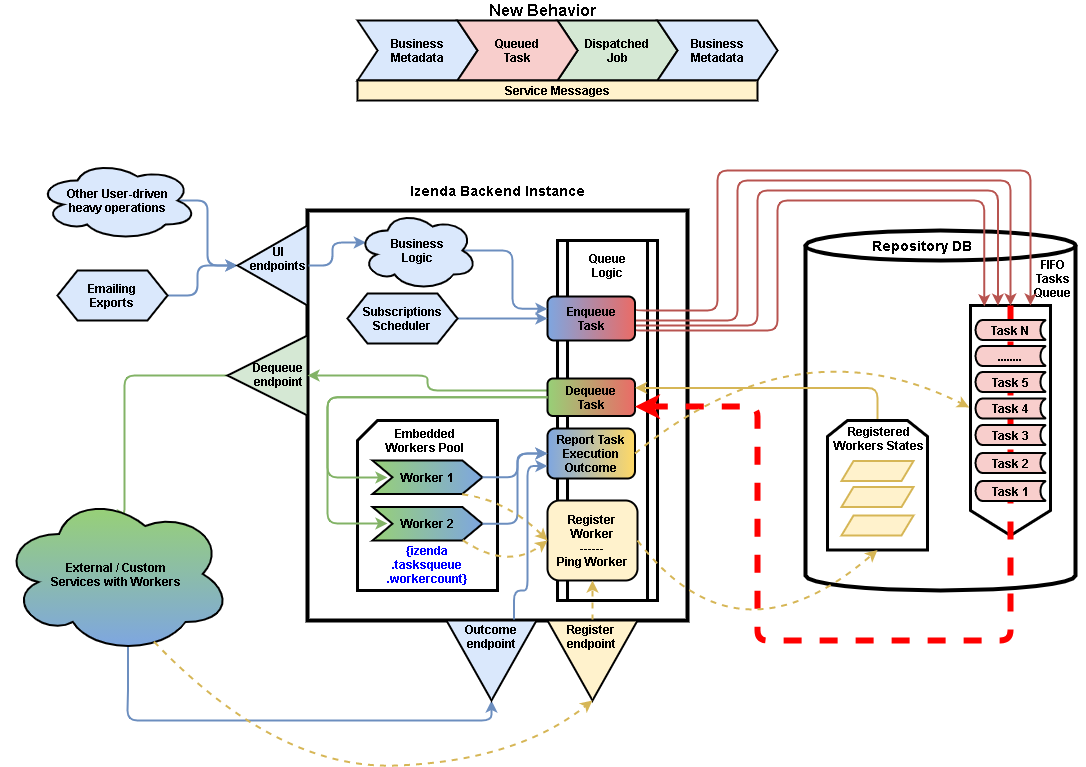 New Behavior
Business
Metadata
Queued
Task
Dispatched
Job
Business
Metadata
Service Messages
Other User-driven
heavy operations
Emailing
Exports
Izenda Backend Instance
UI
endpoints
Business
Logic
Subscriptions
Scheduler
Queue
Logic
Enqueue
Task
Dequeue
endpoint
Dequeue
Task
Embedded
Workers Pool
Worker 1
Worker 2
{izenda
.tasksqueue
.workercount}
Report Task
Execution
Outcome
Register
Worker
------
Ping Worker
External / Custom
Services with Workers
Outcome
endpoint
Register
endpoint
Repository DB
FIFO
Tasks
Queue
Task N
........
Task 5
Task 4
Task 3
Task 2
Task 1
Registered
Workers States